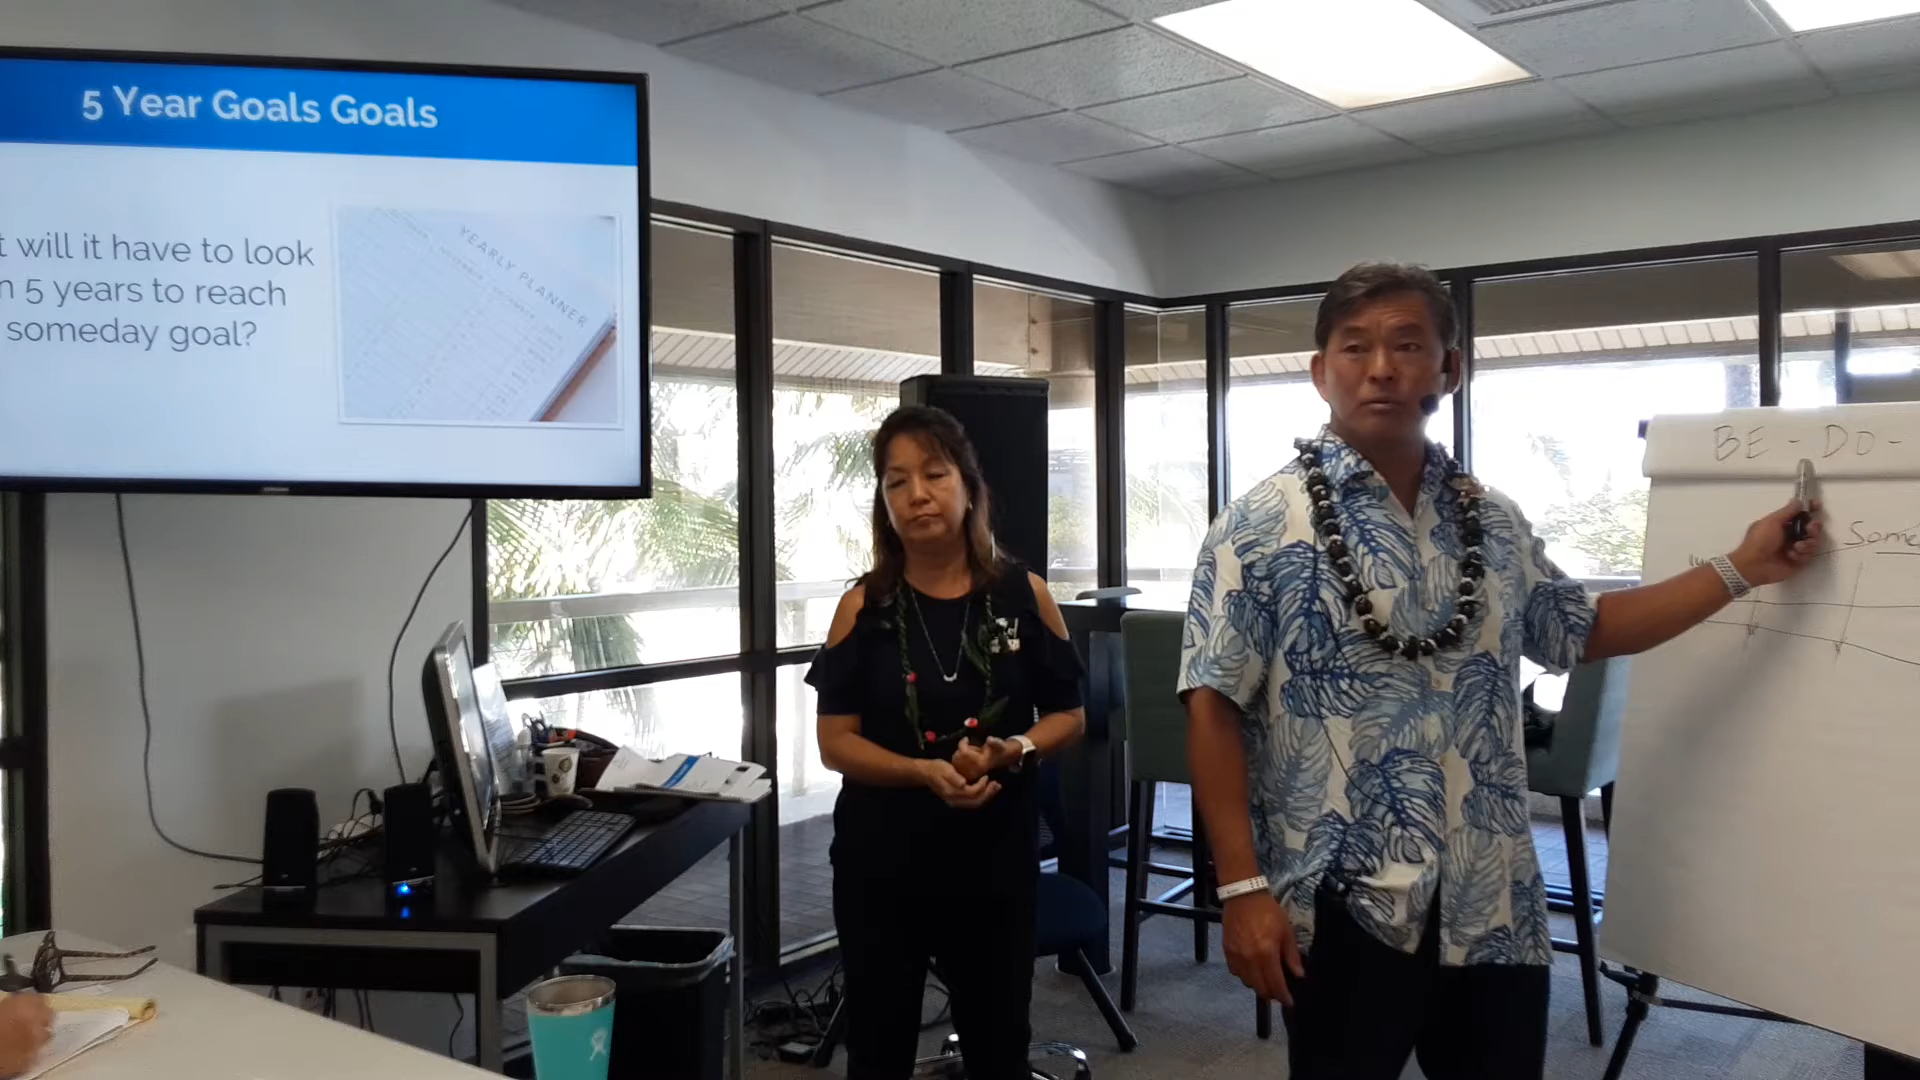 5 Year Goals Goals
t will it have to look
n 5 years to reach
someday goal?
YEARLY PLANNER
BE - DO -
Some